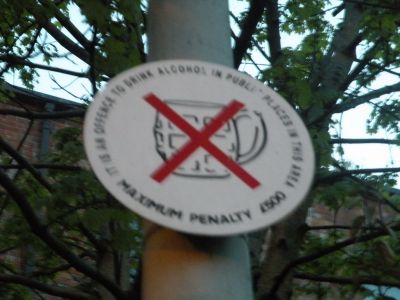 IT IS AN OFFENCE TO DRINK ALCOHOL IN PUBLIC PLACES IN THIS AREA
MAXIMUM PENALTY £500